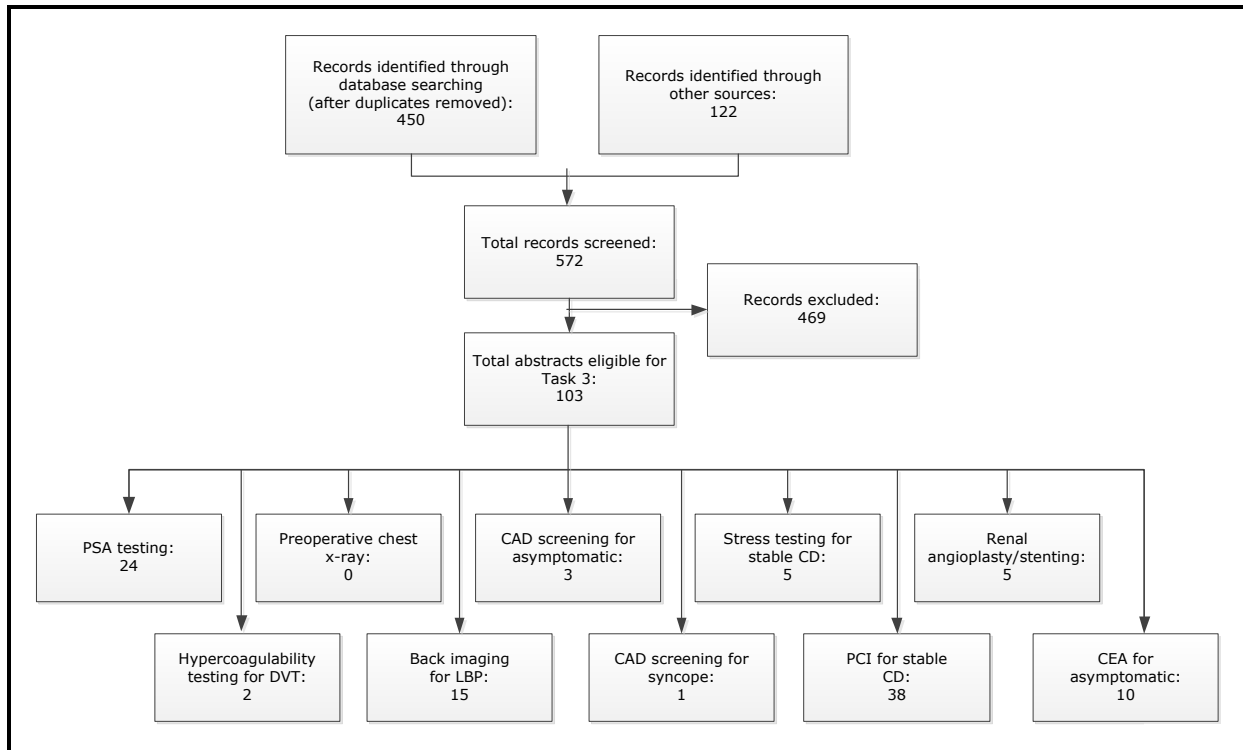 Records identified through
database searching
(after duplicates removed):
450
Records identified through
other sources:
122
Total records screened:
572
Records excluded:
469
Total abstracts eligible for
Task 3:
103
PSA testing:
24
Preoperative chest
x-ray:
0
CAD screening for
asymptomatic:
3
Stress testing for
stable CD:
5
Renal
angioplasty/stenting:
5
Hypercoagulability
testing for DVT:
2
Back imaging
for LBP:
15
CAD screening for
syncope:
1
PCI for stable
CD:
38
CEA for
asymptomatic:
10